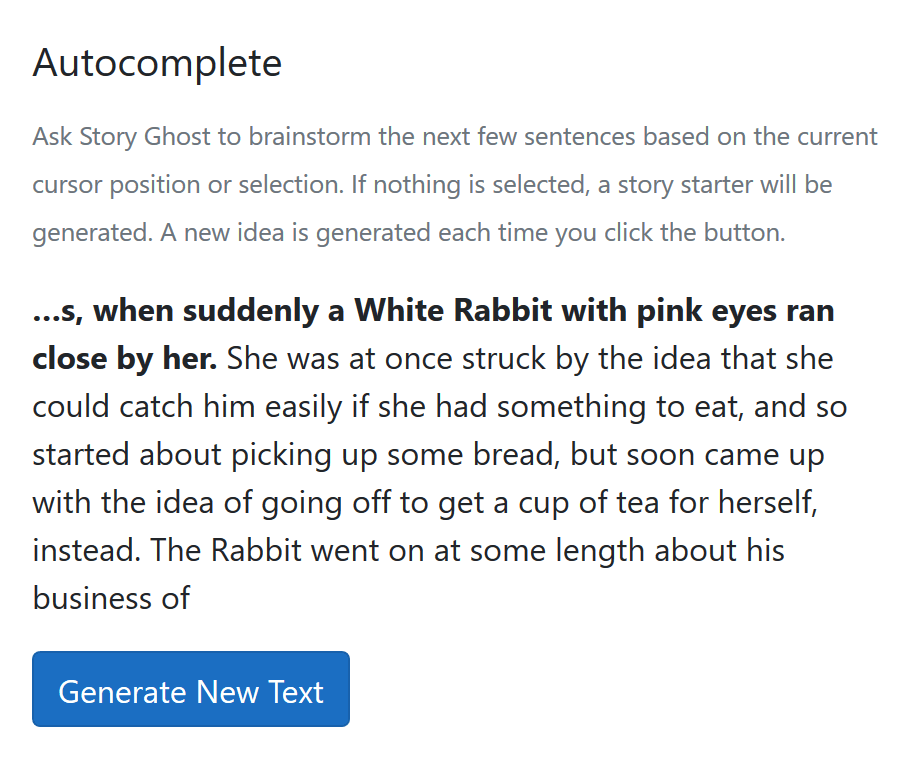 Autocomplete
Ask Story Ghost to brainstorm the next few sentences based on the current
cursor position or selection. If nothing is selected, a story starter will be
generated. A new idea is generated each time you click the button.
...s, when suddenly a White Rabbit with pink eyes ran
close by her. She was at once struck by the idea that she
could catch him easily if she had something to eat, and so
started about picking up some bread, but soon came up
with the idea of going off to get a cup of tea for herself,
instead. The Rabbit went on at some length about his
business of
Generate New Text